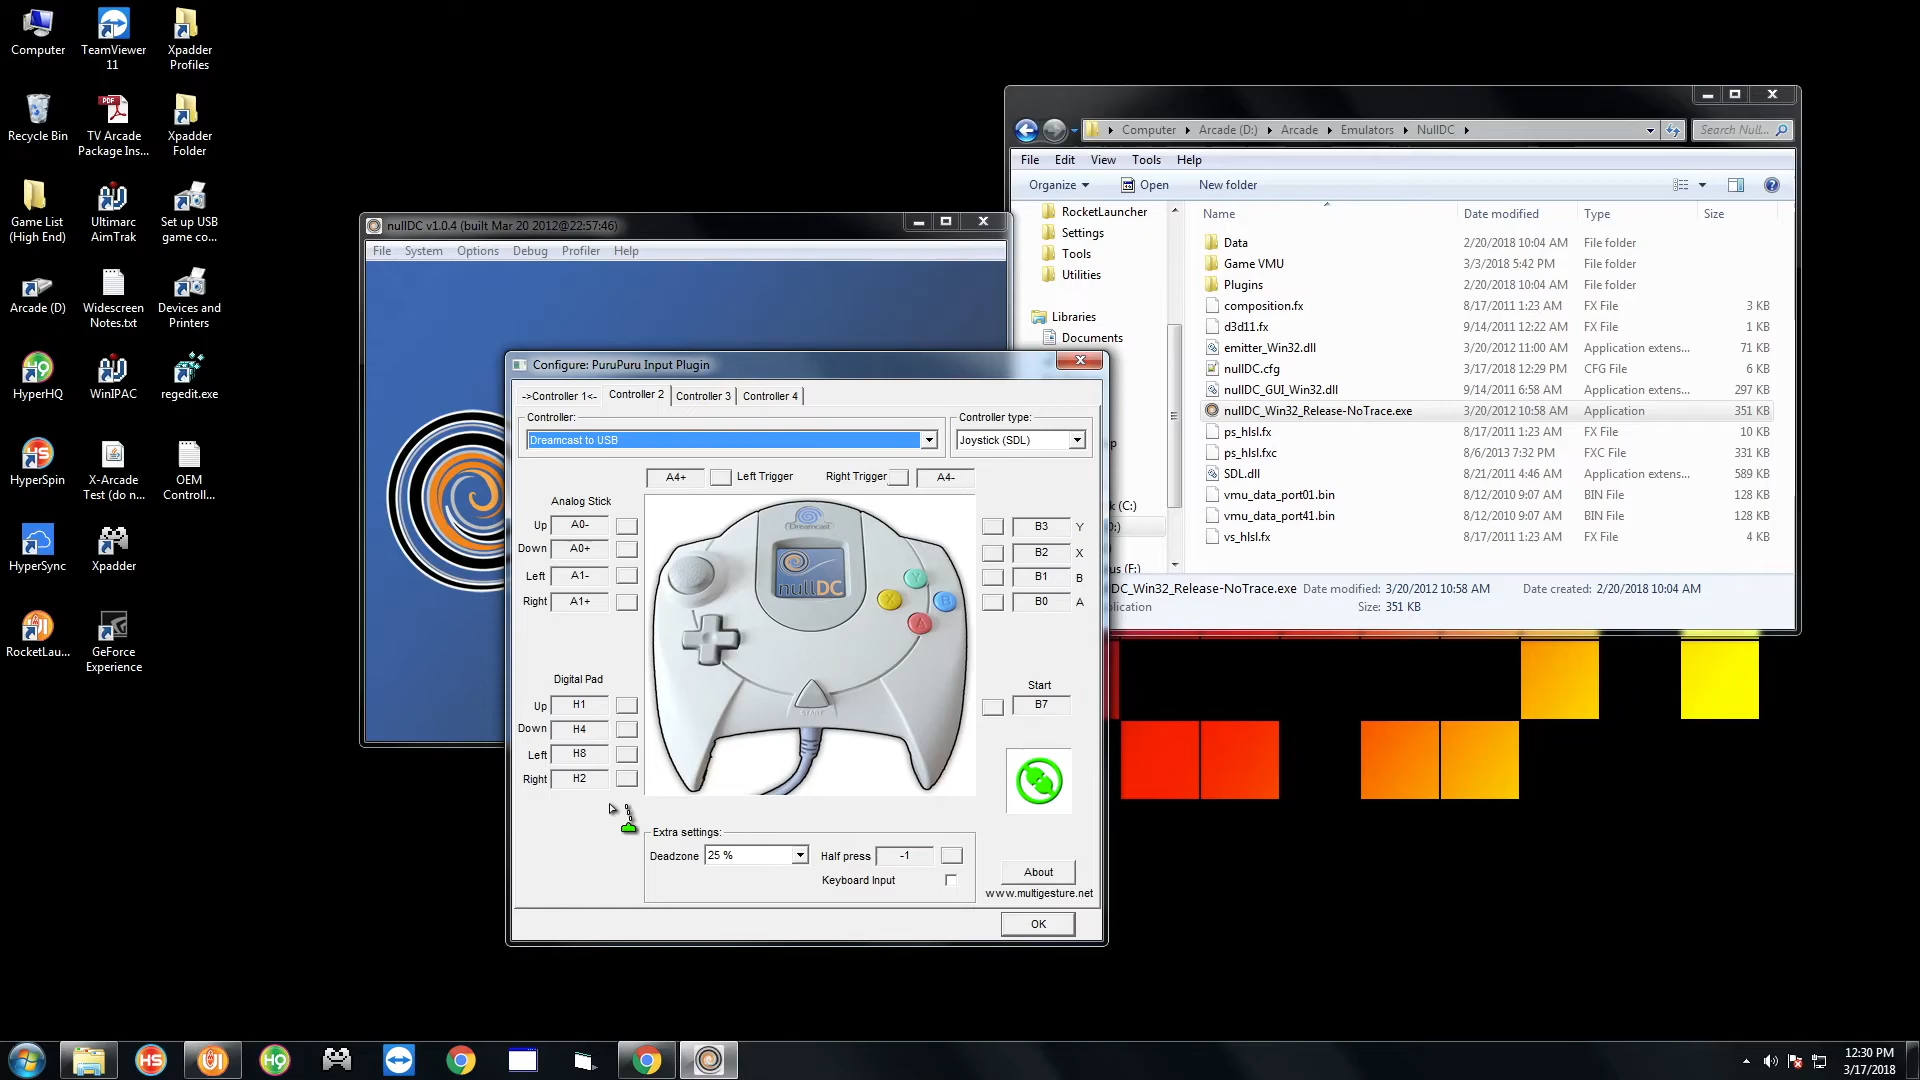 Computer
TeamViewer
11
Xpadder
Profiles
Recycle Bin
TV Arcade
Package Ins...
Xpadder
Folder
Game List
(High End)
Ultimarc
AimTrak
Set up USB
game co...
Arcade (D)
Widescreen
Notes.txt
Devices and
Printers
HyperHQ
WinIPAC
regedit.exe
HyperSpin
X-Arcade
Test (do n...
OEM
Controll...
HyperSync
Xpadder
RocketLau...
GeForce
Experience
nullDC v1.0.4 (built Mar 20 2012@22:57:46)
File System Options Debug Profiler Help
Configure: PuruPuru Input Plugin
->Controller 1<- Controller 2 Controller 3 Controller 4
Controller:
Dreamcast to USB
Controller type:
Joystick (SDL)
A4+ Left Trigger Right Trigger A4-
Analog Stick
Up A0-
Down A0+
Left A1-
Right A1+
B3 Y
B2 X
B1 B
B0 A
Dreamcast
nullDC
Y
X
B
A
START
Digital Pad
Up H1
Down H4
Left H8
Right H2
Start
B7
Extra settings:
Deadzone 25 % Half press -1
Keyboard Input
About
www.multigesture.net
OK
Computer Arcade (D:) Arcade Emulators NullDC
Search Null...
File Edit View Tools Help
Organize Open New folder
RocketLauncher
Settings
Tools
Utilities
Libraries
Documents
k (C:)
):)
us (F:)
Name Date modified Type Size
Data 2/20/2018 10:04 AM File folder
Game VMU 3/3/2018 5:42 PM File folder
Plugins 2/20/2018 10:04 AM File folder
composition.fx 8/17/2011 1:23 AM FX File 3 KB
d3d11.fx 9/14/2011 12:22 AM FX File 1 KB
emitter_Win32.dll 3/20/2012 11:00 AM Application extens... 71 KB
nullDC.cfg 3/17/2018 12:29 PM CFG File 6 KB
nullDC_GUI_Win32.dll 9/14/2011 6:58 AM Application extens... 297 KB
nullDC_Win32_Release-NoTrace.exe 3/20/2012 10:58 AM Application 351 KB
ps_hlsl.fx 8/17/2011 1:23 AM FX File 10 KB
ps_hlsl.fxc 8/6/2013 7:32 PM FXC File 331 KB
SDL.dll 8/21/2011 4:46 AM Application extens... 589 KB
vmu_data_port01.bin 8/12/2010 9:07 AM BIN File 128 KB
vmu_data_port41.bin 8/12/2010 9:07 AM BIN File 128 KB
vs_hlsl.fx 8/17/2011 1:23 AM FX File 4 KB
DC_Win32_Release-NoTrace.exe Date modified: 3/20/2012 10:58 AM Date created: 2/20/2018 10:04 AM
plication Size: 351 KB
12:30 PM
3/17/2018